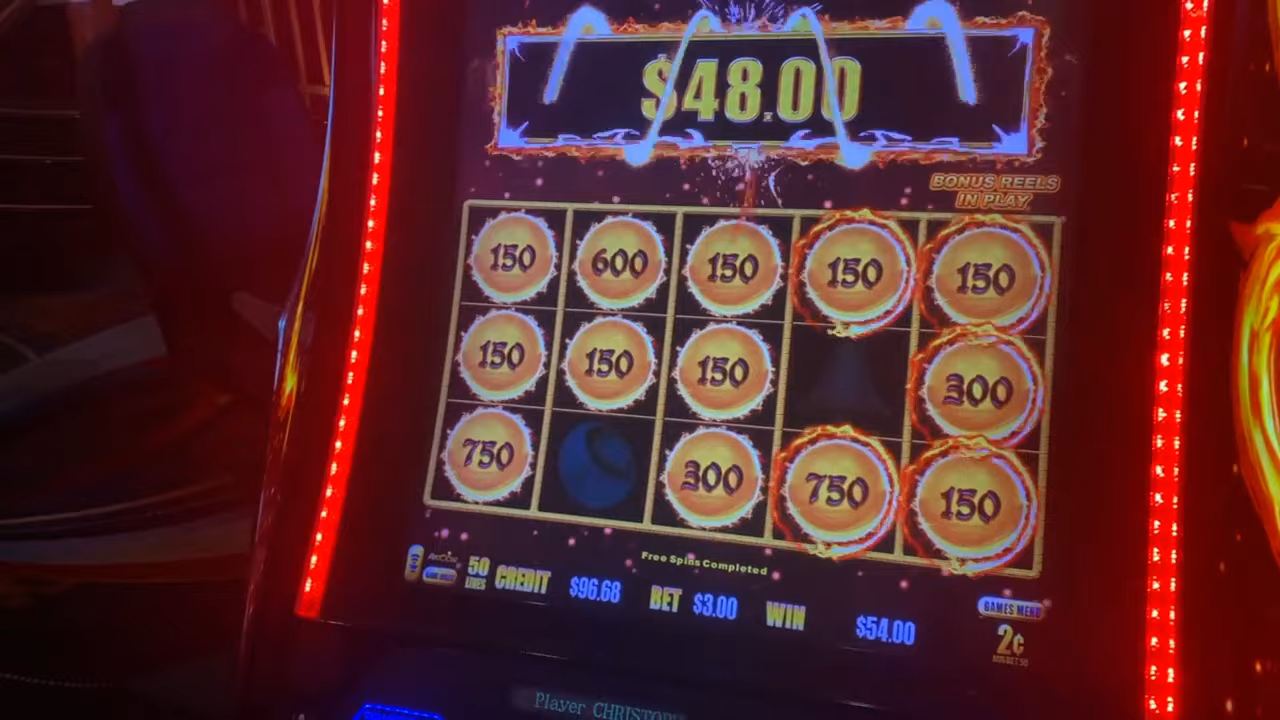 $48.00
BONUS REELS
IN PLAY
150 600 150 150 150
150 150 150 300
750 300 750 150
Free Spins Completed
50 LINES CREDIT $96.68 BET $3.00 WIN $54.00
GAMES MENU
2¢
Player CHRISTOP